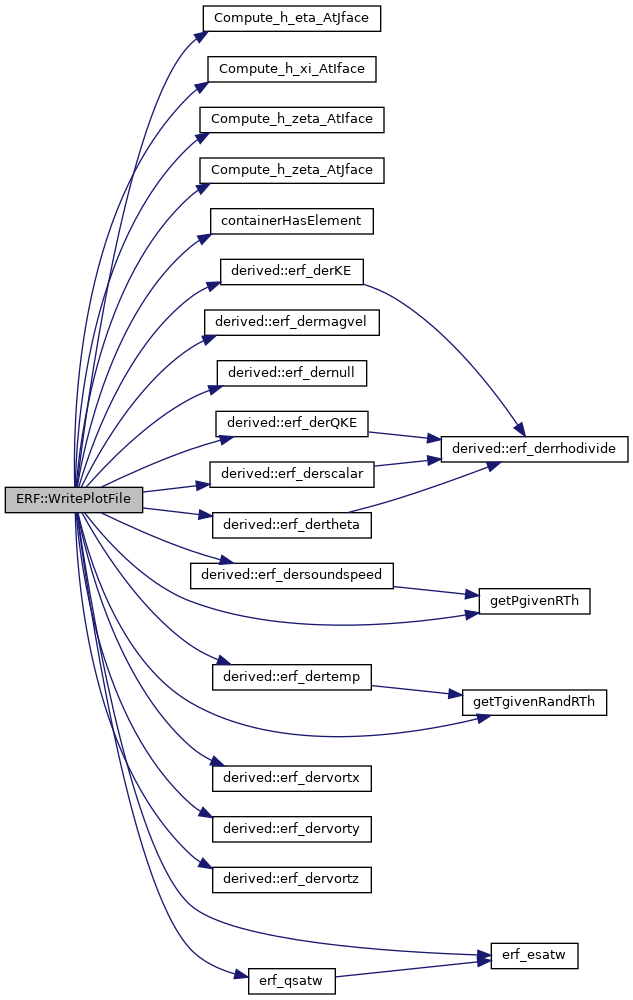 Compute_h_eta_AtJface
Compute_h_xi_AtIface
Compute_h_zeta_AtIface
Compute_h_zeta_AtJface
containerHasElement
derived::erf_derKE
derived::erf_dermagvel
derived::erf_dernull
derived::erf_derQKE
derived::erf_derrhodivide
derived::erf_derscalar
ERF::WritePlotFile
derived::erf_dertheta
derived::erf_dersoundspeed
getPgivenRTh
derived::erf_dertemp
getTgivenRandRTh
derived::erf_dervortx
derived::erf_dervorty
derived::erf_dervortz
erf_esatw
erf_qsatw